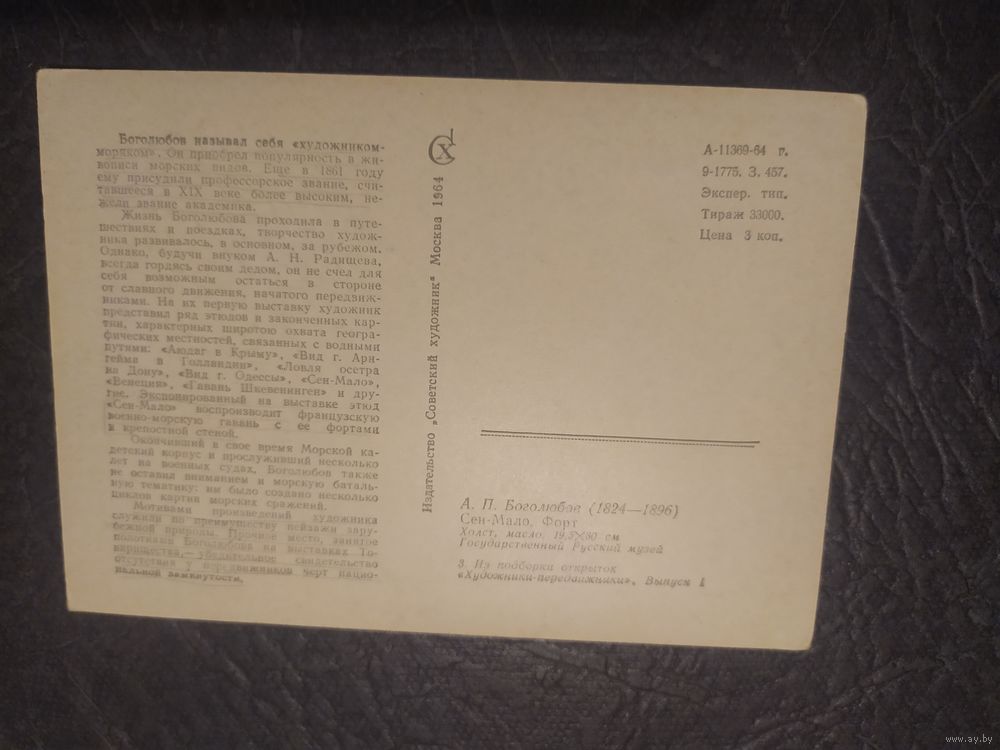 Боголюбов называл себя «художником-
моряком». Он приобрел популярность в жи-
вописи морских видов. Еще в 1861 году
ему присудили профессорское звание, счи-
тавшееся в XIX веке более высоким, не-
жели звание академика.
Жизнь Боголюбова проходила в путе-
шествиях и поездках, творчество худож-
ника развивалось, в основном, за рубежом.
Однако, будучи внуком А. Н. Радищева,
всегда гордясь своим дедом, он не счел для
себя возможным остаться в стороне
от славного движения, начатого передвиж-
никами. На их первую выставку художник
представил ряд этюдов и законченных кар-
тин, характерных широтою охвата геогра-
фических местностей, связанных с водными
путями: «Аюдаг в Крыму», «Вид г. Арн-
гейма в Голландии», «Ловля осетра
на Дону», «Вид г. Одессы», «Сен-Мало»,
«Венеция», «Гавань Шкевенинген» и дру-
гие. Экспонированный на выставке этюд
«Сен-Мало» воспроизводит французскую
военно-морскую гавань с ее фортами
и крепостной стеной.
Окончивший в свое время Морской ка-
детский корпус и прослуживший несколько
лет на военных судах, Боголюбов также
не оставил вниманием и морскую баталь-
ную тематику: им было создано несколько
циклов картин морских сражений.
Мотивами произведений художника
служили по преимуществу пейзажи зару-
бежной природы. Прочное место, занятое
полотнами Боголюбова на выставках То-
варищества,— убедительное свидетельство
отсутствия у передвижников черт нацио-
нальной замкнутости.
СХ
Издательство „Советский художник“ Москва 1964
А-11369-64 г.
9-1775. З. 457.
Экспер. тип.
Тираж 33000.
Цена 3 коп.
А. П. Боголюбов (1824—1896)
Сен-Мало. Форт
Холст, масло. 19,5×30 см
Государственный Русский музей
3. Из подборки открыток
«Художники-передвижники». Выпуск I
www.ay.by